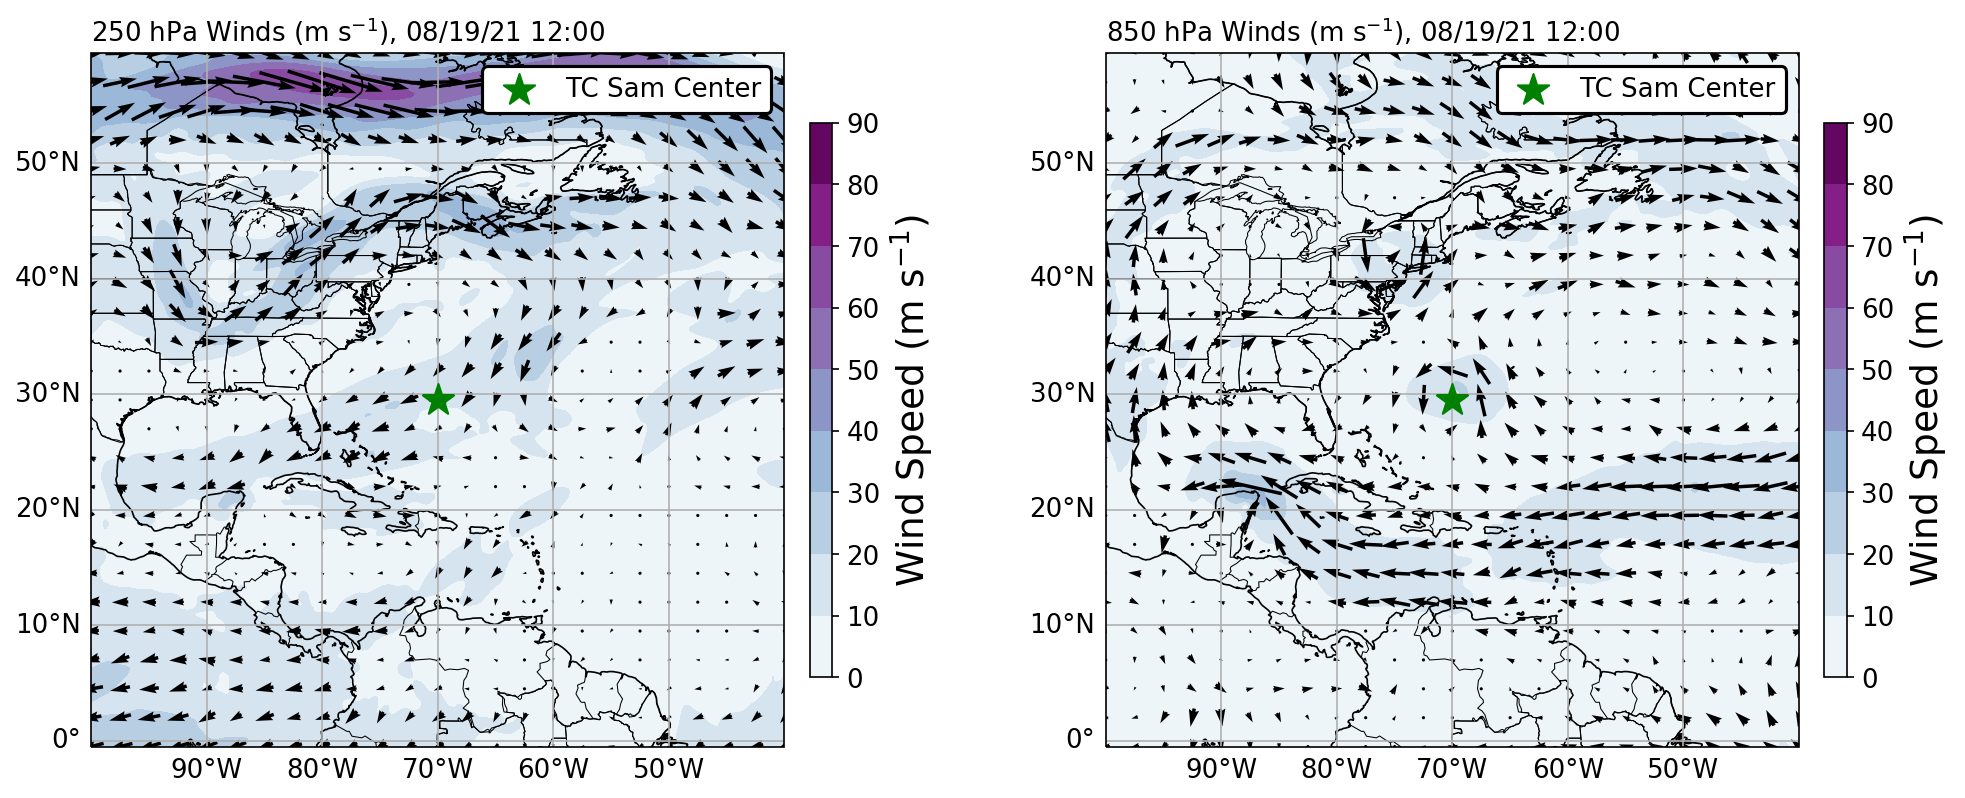 250 hPa Winds (m s⁻¹), 08/19/21 12:00
TC Sam Center
50°N
40°N
30°N
20°N
10°N
0°
90°W 80°W 70°W 60°W 50°W
90
80
70
60
50
40
30
20
10
0
Wind Speed (m s⁻¹)
850 hPa Winds (m s⁻¹), 08/19/21 12:00
TC Sam Center
50°N
40°N
30°N
20°N
10°N
0°
90°W 80°W 70°W 60°W 50°W
90
80
70
60
50
40
30
20
10
0
Wind Speed (m s⁻¹)